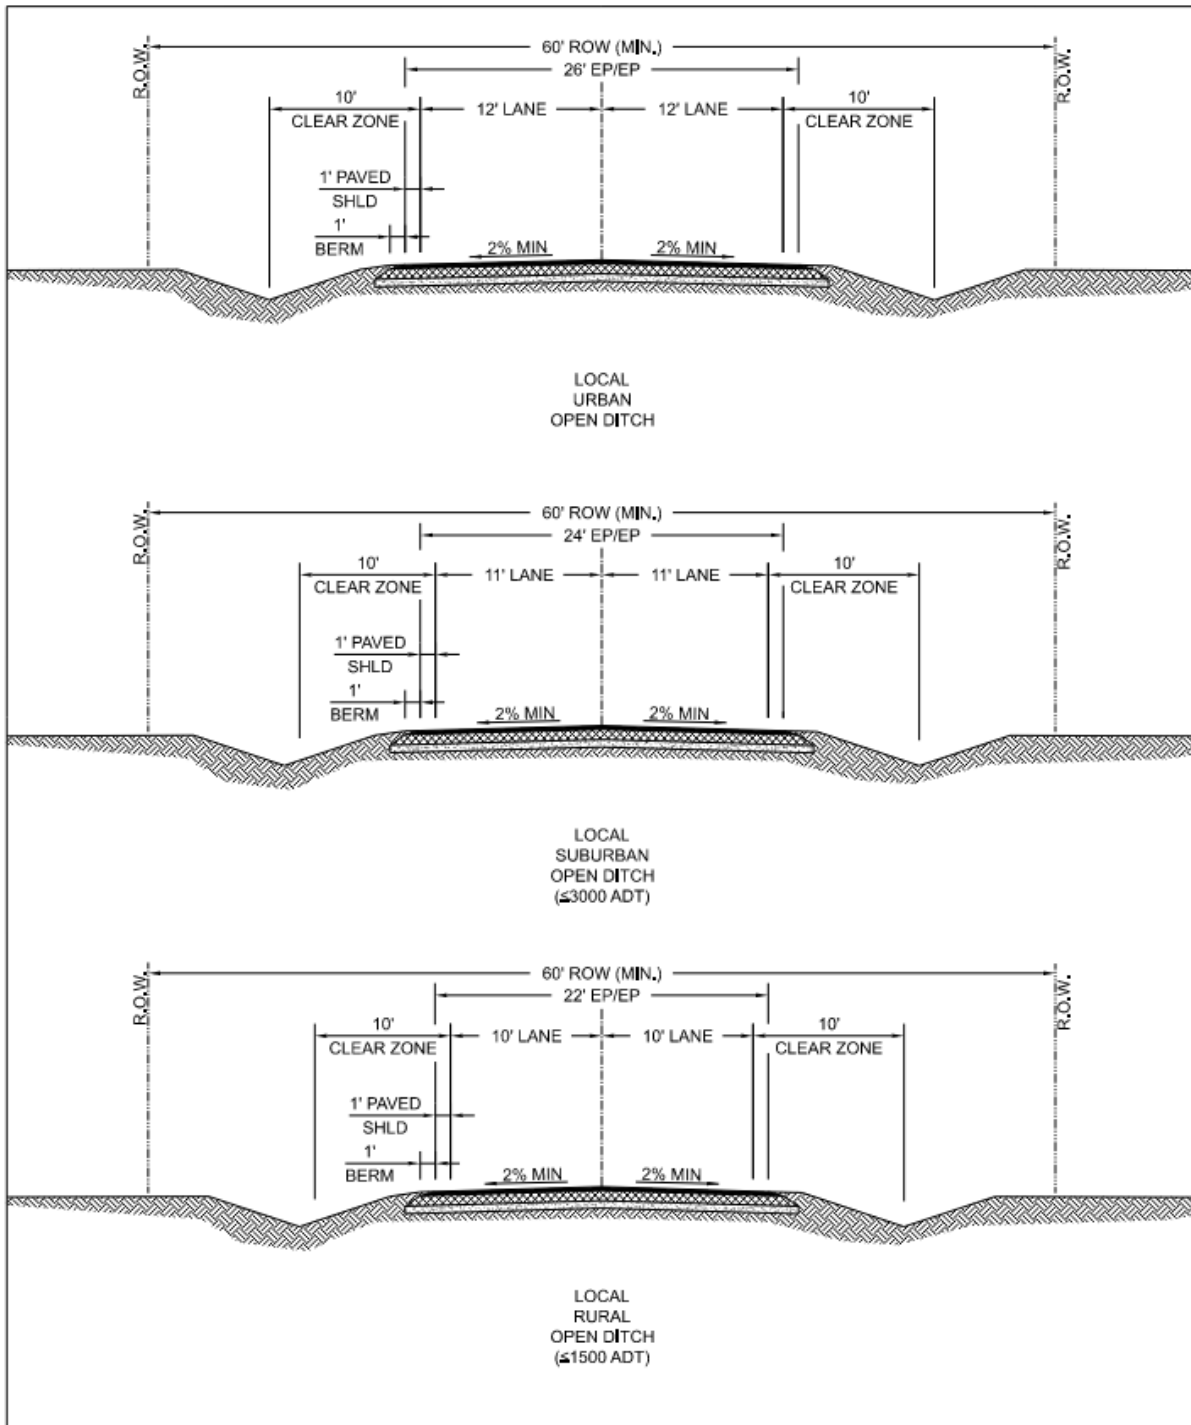 60' ROW (MIN.)
26' EP/EP
R.O.W.
R.O.W.
10'
CLEAR ZONE
12' LANE
12' LANE
10'
CLEAR ZONE
1' PAVED
SHLD
1'
BERM
2% MIN
2% MIN
LOCAL
URBAN
OPEN DITCH
60' ROW (MIN.)
24' EP/EP
R.O.W.
R.O.W.
10'
CLEAR ZONE
11' LANE
11' LANE
10'
CLEAR ZONE
1' PAVED
SHLD
1'
BERM
2% MIN
2% MIN
LOCAL
SUBURBAN
OPEN DITCH
(≤3000 ADT)
60' ROW (MIN.)
22' EP/EP
R.O.W.
R.O.W.
10'
CLEAR ZONE
10' LANE
10' LANE
10'
CLEAR ZONE
1' PAVED
SHLD
1'
BERM
2% MIN
2% MIN
LOCAL
RURAL
OPEN DITCH
(≤1500 ADT)